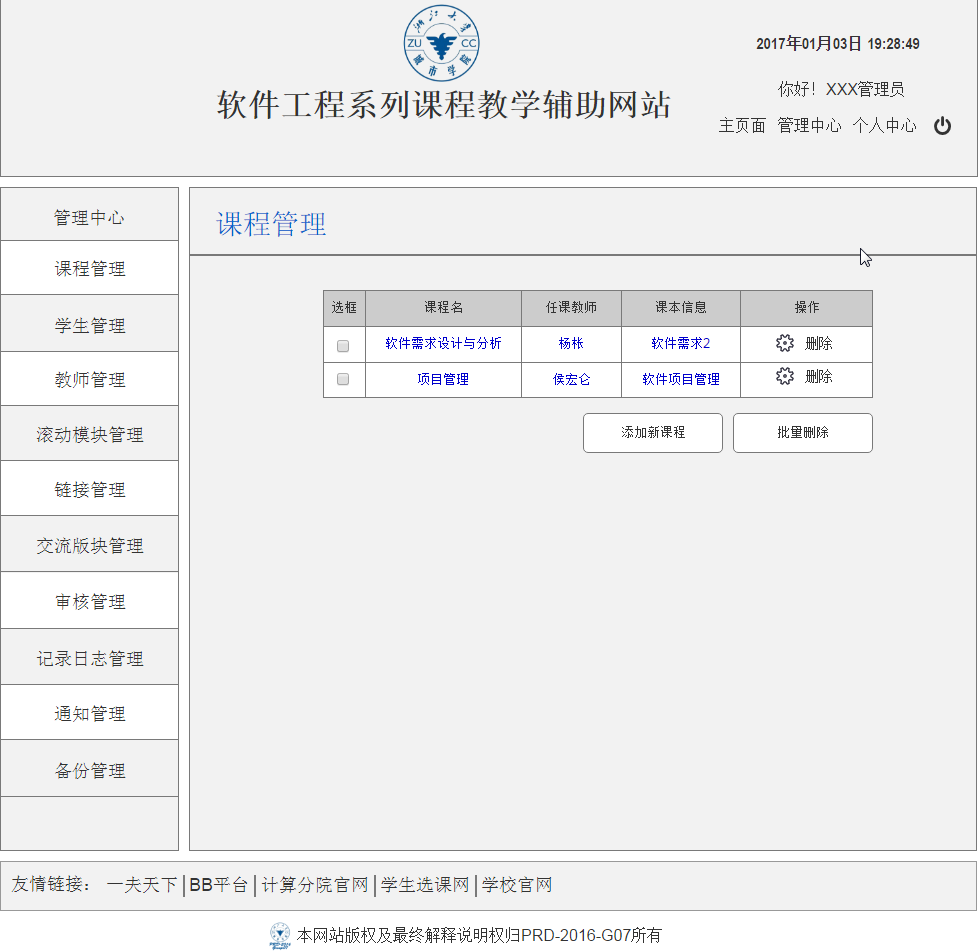 浙江大学
ZU CC
城市学院
2017年01月03日 19:28:49
软件工程系列课程教学辅助网站
你好！XXX管理员
主页面 管理中心 个人中心
管理中心
课程管理
学生管理
教师管理
滚动模块管理
链接管理
交流版块管理
审核管理
记录日志管理
通知管理
备份管理
课程管理
选框 课程名 任课教师 课本信息 操作
软件需求设计与分析 杨枨 软件需求2 删除
项目管理 侯宏仑 软件项目管理 删除
添加新课程 批量删除
友情链接： 一夫天下|BB平台|计算分院官网|学生选课网|学校官网
本网站版权及最终解释说明权归PRD-2016-G07所有